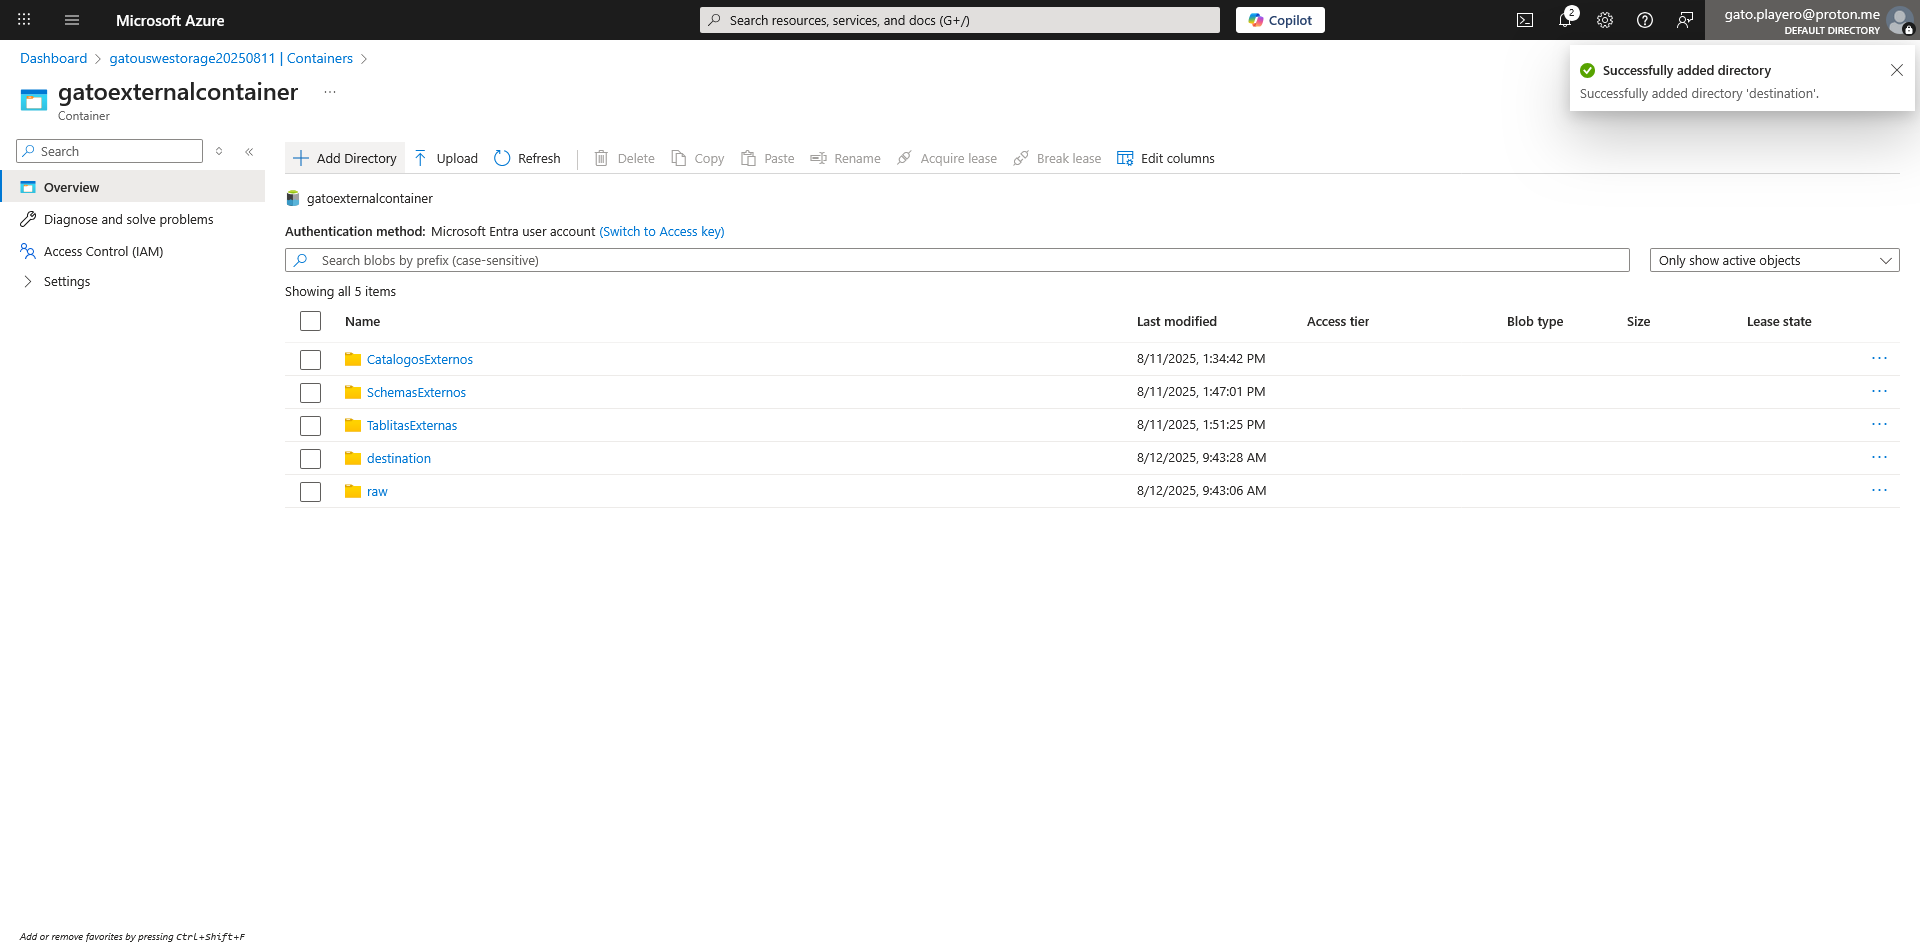 Microsoft Azure
Search resources, services, and docs (G+/)
Copilot
2
gato.playero@proton.me
DEFAULT DIRECTORY
Dashboard > gatouswestorage20250811 | Containers >
Successfully added directory
Successfully added directory 'destination'.
gatoexternalcontainer ...
Container
Search
Overview
Diagnose and solve problems
Access Control (IAM)
Settings
Add Directory Upload Refresh Delete Copy Paste Rename Acquire lease Break lease Edit columns
gatoexternalcontainer
Authentication method: Microsoft Entra user account (Switch to Access key)
Search blobs by prefix (case-sensitive)
Only show active objects
Showing all 5 items
Name Last modified Access tier Blob type Size Lease state
CatalogosExternos 8/11/2025, 1:34:42 PM ...
SchemasExternos 8/11/2025, 1:47:01 PM ...
TablitasExternas 8/11/2025, 1:51:25 PM ...
destination 8/12/2025, 9:43:28 AM ...
raw 8/12/2025, 9:43:06 AM ...
Add or remove favorites by pressing Ctrl+Shift+F